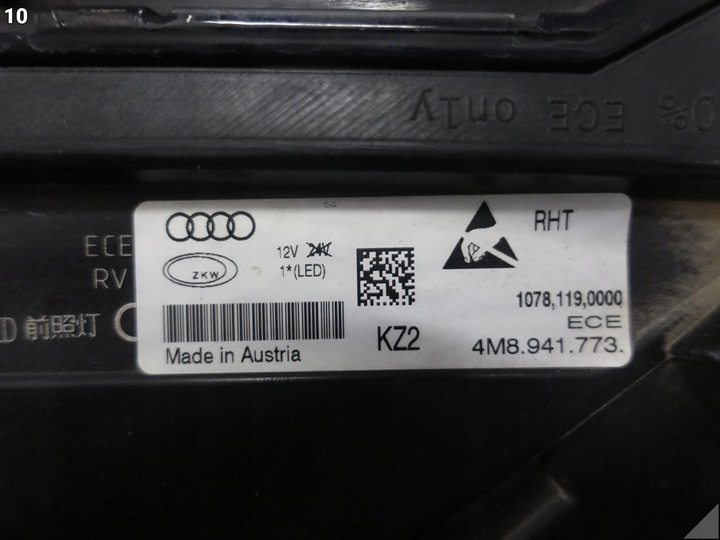 10
% ECE only
ECE
RV
前照灯
ZKW
12V 24V
1*(LED)
RHT
1078,119,0000
ECE
Made in Austria
KZ2
4M8.941.773.